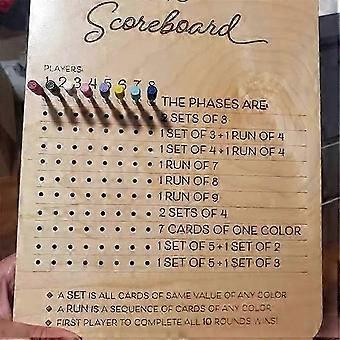 Scoreboard
PLAYERS:
1 2 3 4 5 6 7 8
THE PHASES ARE
2 SETS OF 3
1 SET OF 3 + 1 RUN OF 4
1 SET OF 4 + 1 RUN OF 4
1 RUN OF 7
1 RUN OF 8
1 RUN OF 9
2 SETS OF 4
7 CARDS OF ONE COLOR
1 SET OF 5 + 1 SET OF 2
1 SET OF 5 + 1 SET OF 3
A SET IS ALL CARDS OF SAME VALUE OF ANY COLOR
A RUN IS A SEQUENCE OF CARDS OF ANY COLOR
FIRST PLAYER TO COMPLETE ALL 10 ROUNDS WINS!